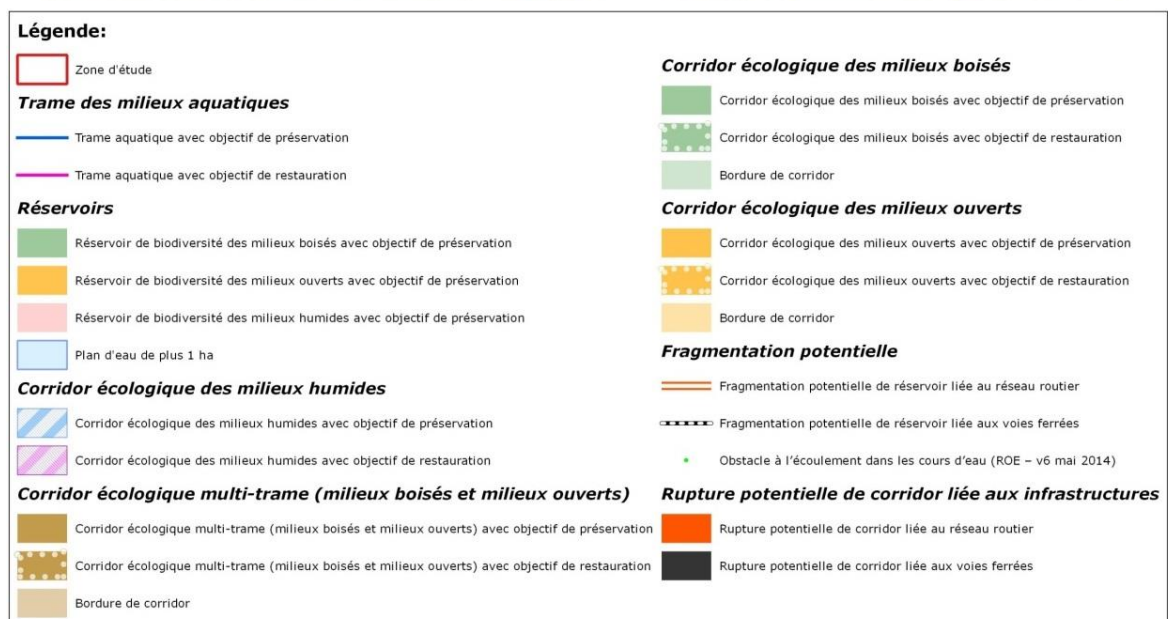 Légende:
Zone d'étude
Trame des milieux aquatiques
Trame aquatique avec objectif de préservation
Trame aquatique avec objectif de restauration
Réservoirs
Réservoir de biodiversité des milieux boisés avec objectif de préservation
Réservoir de biodiversité des milieux ouverts avec objectif de préservation
Réservoir de biodiversité des milieux humides avec objectif de préservation
Plan d'eau de plus 1 ha
Corridor écologique des milieux humides
Corridor écologique des milieux humides avec objectif de préservation
Corridor écologique des milieux humides avec objectif de restauration
Corridor écologique multi-trame (milieux boisés et milieux ouverts)
Corridor écologique multi-trame (milieux boisés et milieux ouverts) avec objectif de préservation
Corridor écologique multi-trame (milieux boisés et milieux ouverts) avec objectif de restauration
Bordure de corridor
Corridor écologique des milieux boisés
Corridor écologique des milieux boisés avec objectif de préservation
Corridor écologique des milieux boisés avec objectif de restauration
Bordure de corridor
Corridor écologique des milieux ouverts
Corridor écologique des milieux ouverts avec objectif de préservation
Corridor écologique des milieux ouverts avec objectif de restauration
Bordure de corridor
Fragmentation potentielle
Fragmentation potentielle de réservoir liée au réseau routier
Fragmentation potentielle de réservoir liée aux voies ferrées
Obstacle à l'écoulement dans les cours d'eau (ROE – v6 mai 2014)
Rupture potentielle de corridor liée aux infrastructures
Rupture potentielle de corridor liée au réseau routier
Rupture potentielle de corridor liée aux voies ferrées